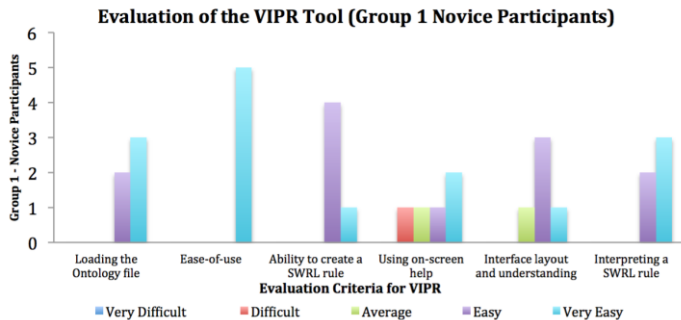 Evaluation of the VIPR Tool (Group 1 Novice Participants)
Group 1 - Novice Participants
6
5
4
3
2
1
0
Loading the
Ontology file
Ease-of-use
Ability to create a
SWRL rule
Using on-screen
help
Interface layout
and understanding
Interpreting a
SWRL rule
Evaluation Criteria for VIPR
Very Difficult
Difficult
Average
Easy
Very Easy